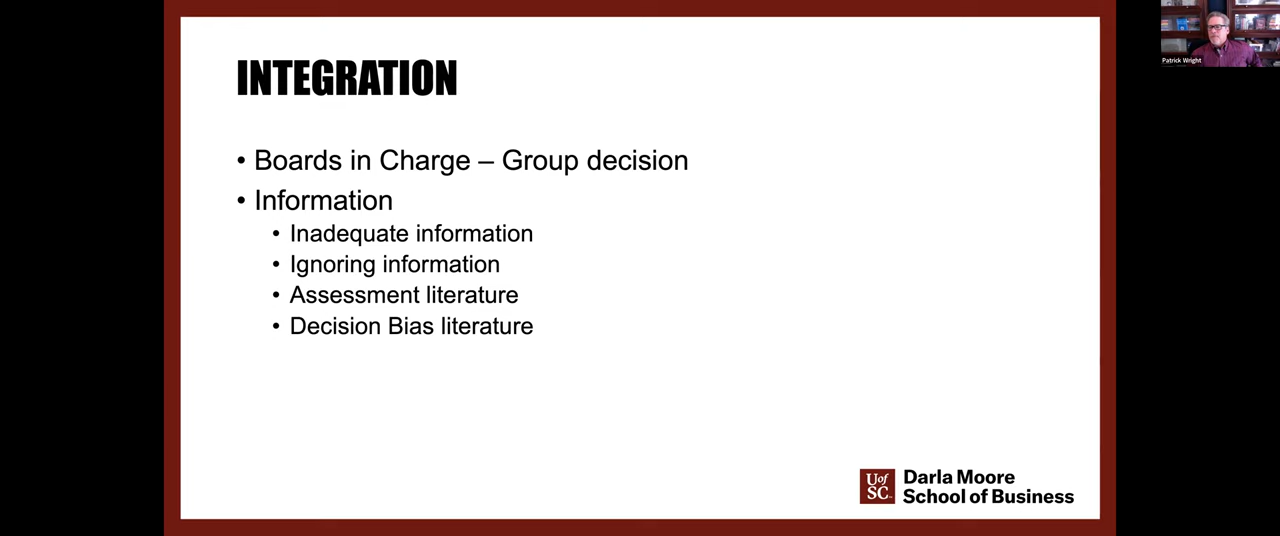 INTEGRATION
• Boards in Charge – Group decision
• Information
• Inadequate information
• Ignoring information
• Assessment literature
• Decision Bias literature
UofSC
Darla Moore
School of Business
Patrick Wright